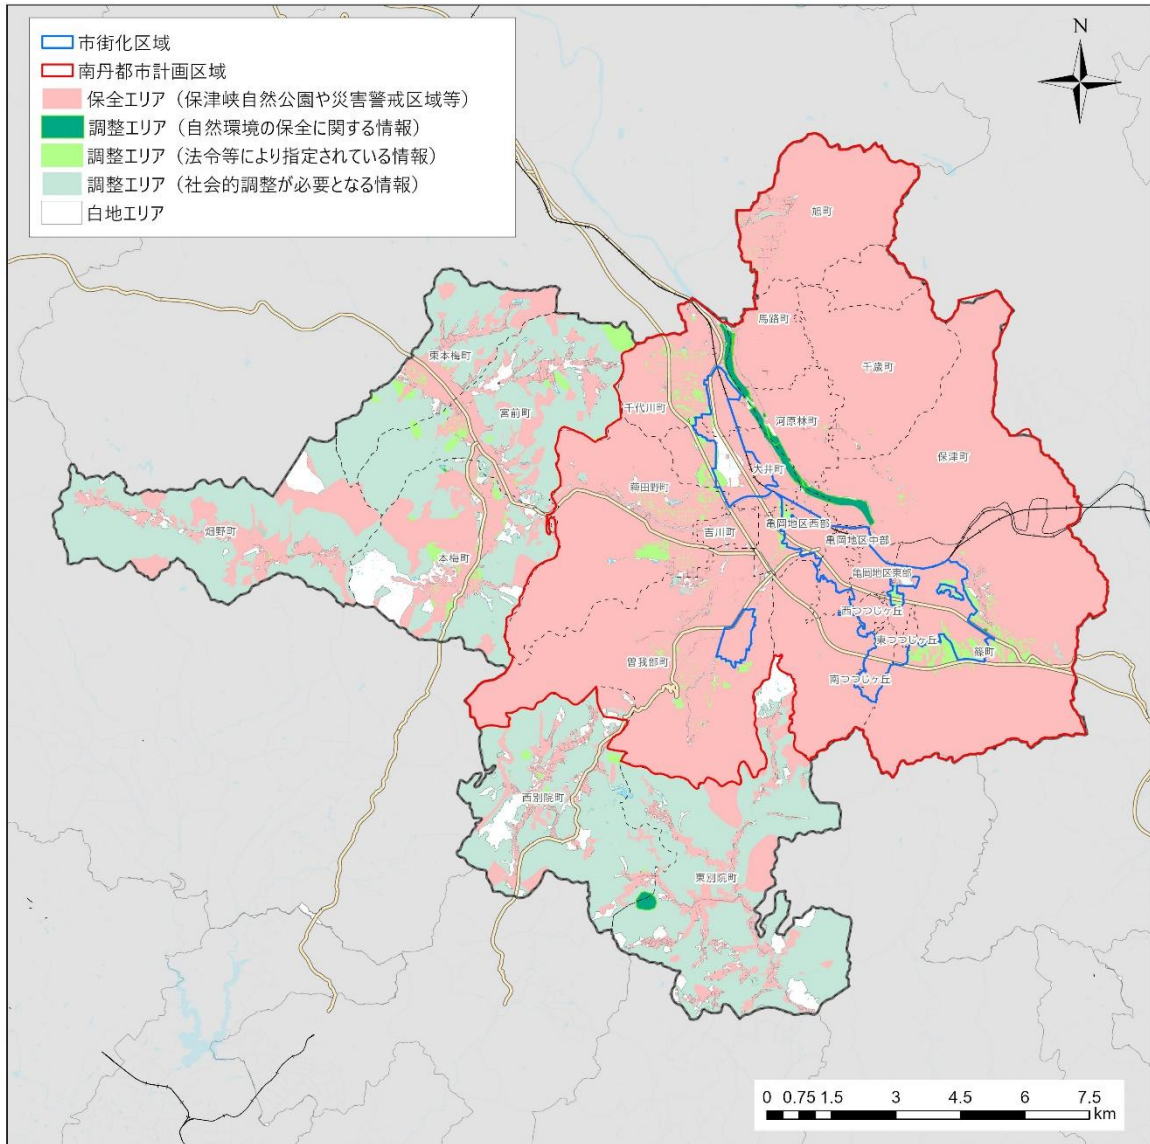 市街化区域
南丹都市計画区域
保全エリア（保津峡自然公園や災害警戒区域等）
調整エリア（自然環境の保全に関する情報）
調整エリア（法令等により指定されている情報）
調整エリア（社会的調整が必要となる情報）
白地エリア
N
旭町
馬路町
千歳町
東本梅町
宮前町
千代川町
河原林町
保津町
大井町
薭田野町
畑野町
吉川町
亀岡地区西部
亀岡地区中部
本梅町
亀岡地区東部
西つつじヶ丘
東つつじヶ丘
篠町
曽我部町
南つつじヶ丘
西別院町
東別院町
0 0.75 1.5 3 4.5 6 7.5
km